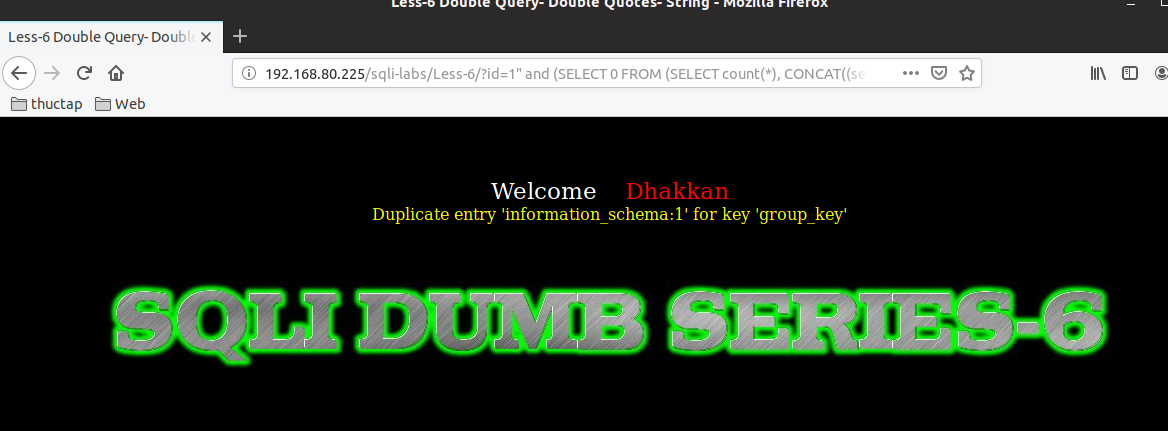 Less-6 Double Query- Double Quotes- String - Mozilla Firefox
Less-6 Double Query- Double
192.168.80.225/sqli-labs/Less-6/?id=1" and (SELECT 0 FROM (SELECT count(*), CONCAT((se
thuctap Web
Welcome Dhakkan
Duplicate entry 'information_schema:1' for key 'group_key'
SQLI DUMB SERIES-6